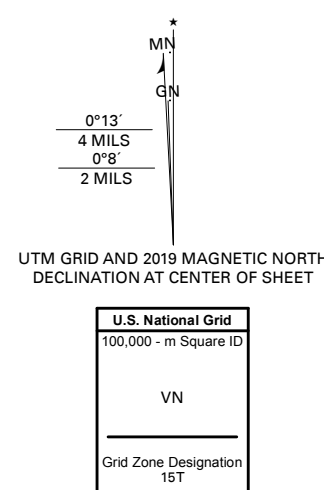 ★
MN
GN
0°13´
4 MILS
0°8´
2 MILS
UTM GRID AND 2019 MAGNETIC NORTH
DECLINATION AT CENTER OF SHEET
U.S. National Grid
100,000 - m Square ID
VN
Grid Zone Designation
15T